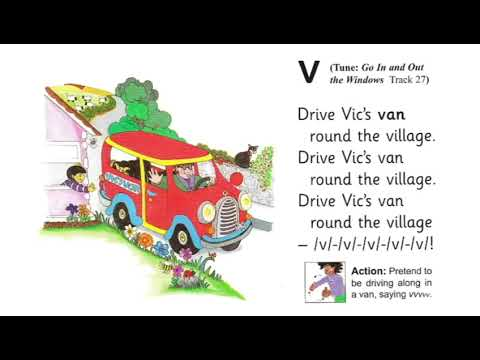 V
(Tune: Go In and Out
the Windows Track 27)
Drive Vic's van
round the village.
Drive Vic's van
round the village.
Drive Vic's van
round the village
– /v/-/v/-/v/-/v/-/v/!
Action: Pretend to
be driving along in
a van, saying vvvv.